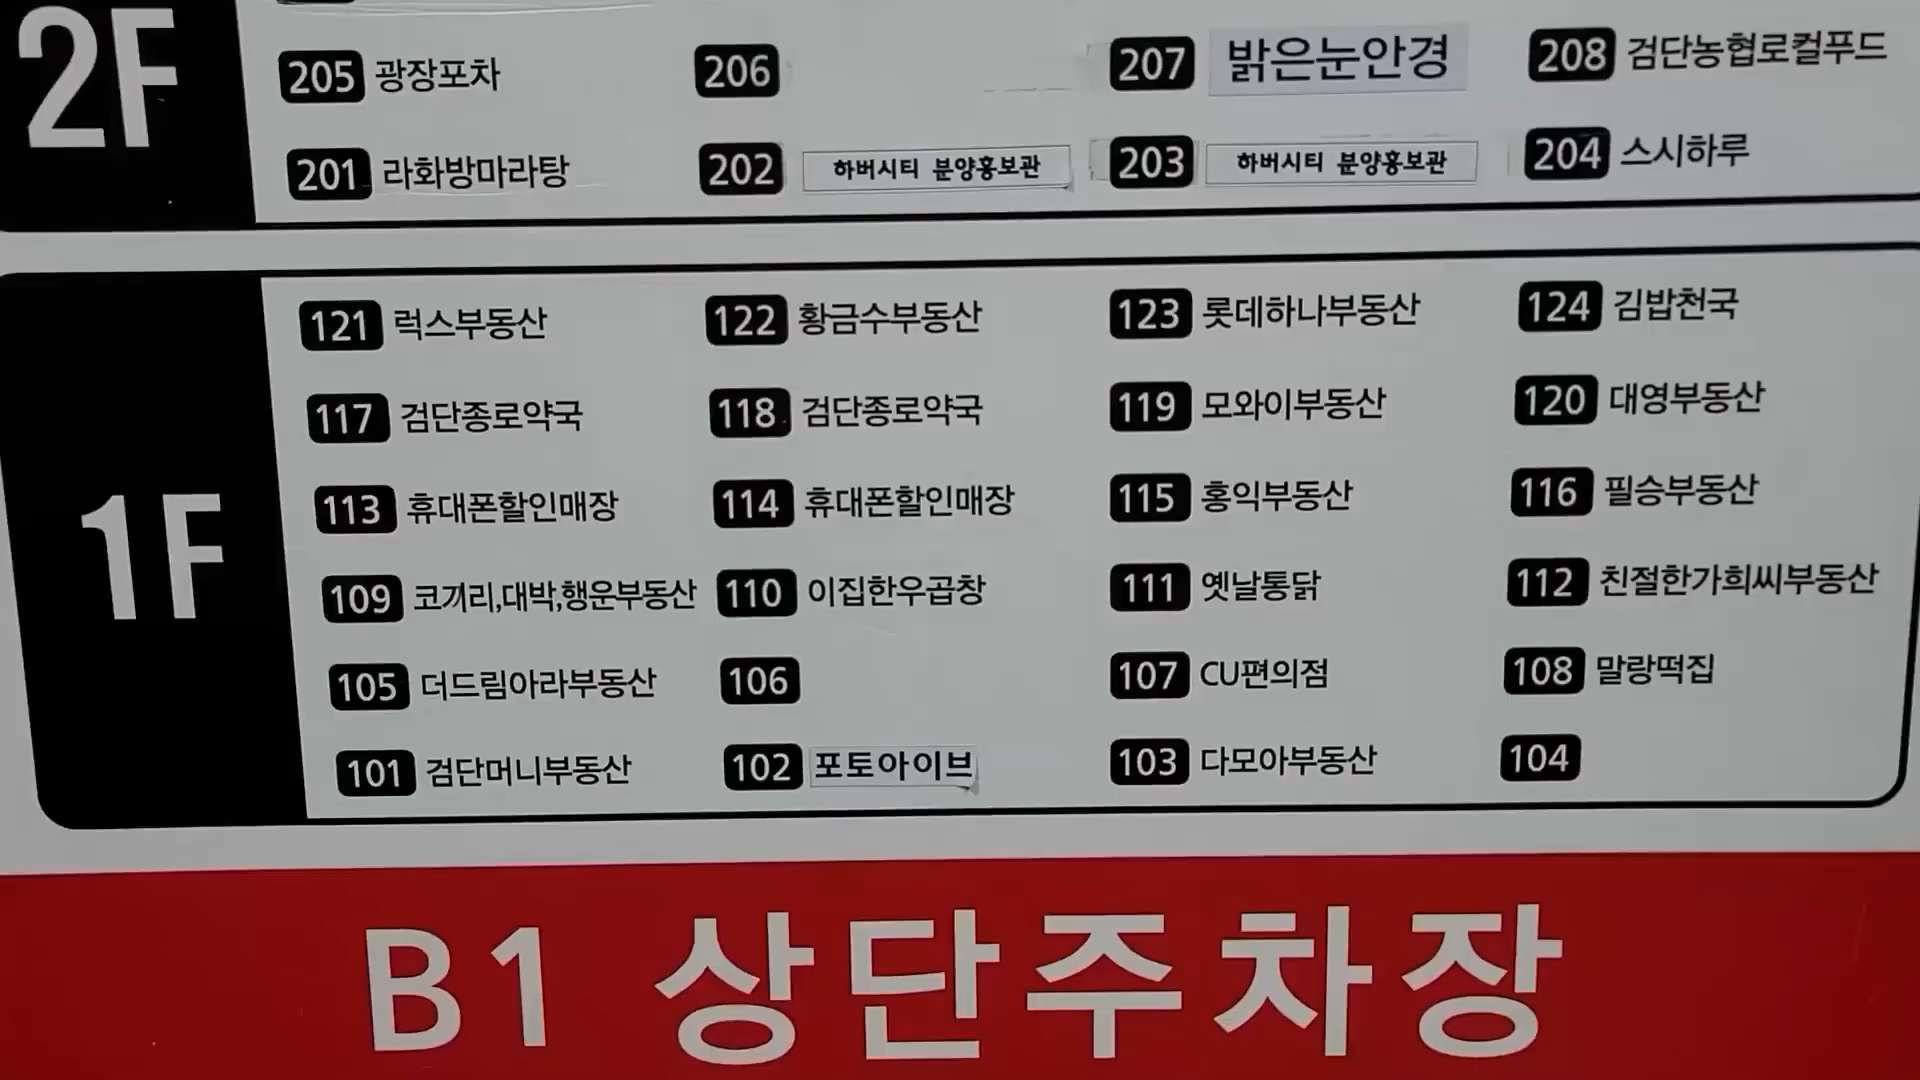 2F
205 광장포차 206 207 밝은눈안경 208 검단농협로컬푸드
201 라화방마라탕 202 하버시티 분양홍보관 203 하버시티 분양홍보관 204 스시하루
1F
121 럭스부동산 122 황금수부동산 123 롯데하나부동산 124 김밥천국
117 검단종로약국 118 검단종로약국 119 모와이부동산 120 대영부동산
113 휴대폰할인매장 114 휴대폰할인매장 115 홍익부동산 116 필승부동산
109 코끼리,대박,행운부동산 110 이집한우곱창 111 옛날통닭 112 친절한가희씨부동산
105 더드림아라부동산 106 107 CU편의점 108 말랑떡집
101 검단머니부동산 102 포토아이브 103 다모아부동산 104
B1 상단주차장